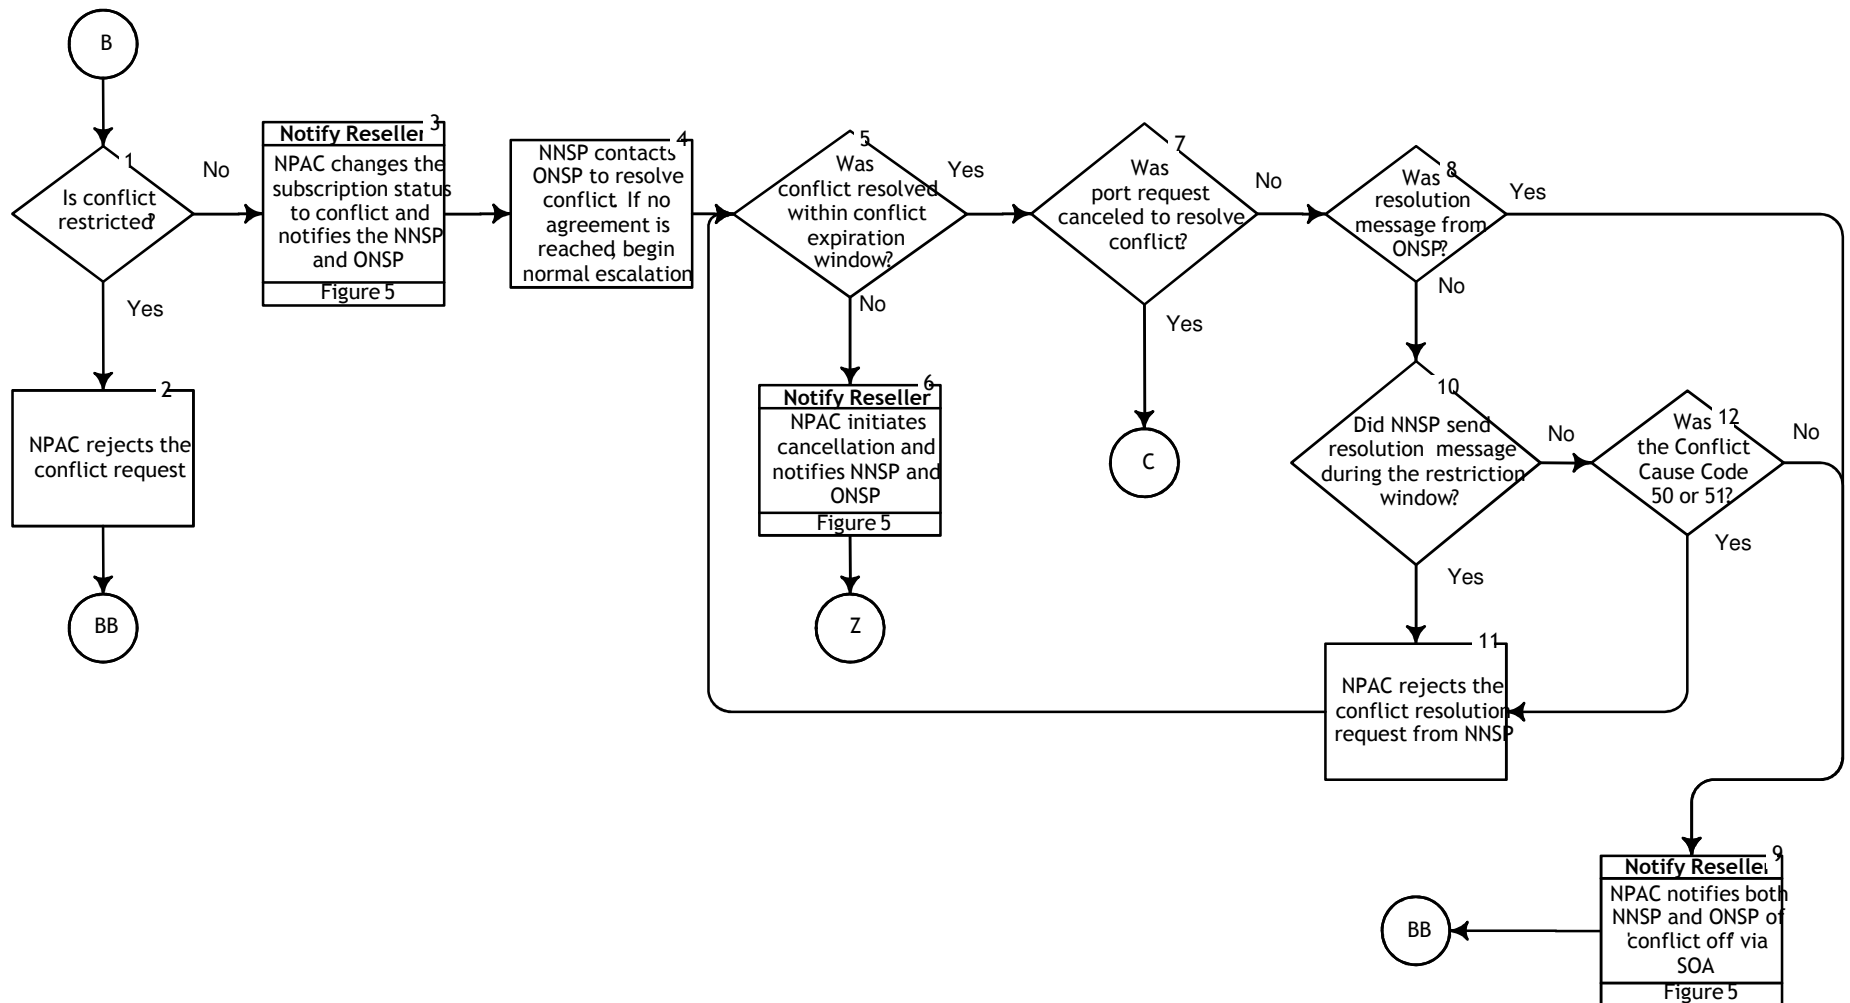 B
1
Is conflict
restricted?
No
Yes
2
NPAC rejects the
conflict request
BB
3
Notify Reseller
NPAC changes the
subscription status
to conflict and
notifies the NNSP
and ONSP
Figure 5
4
NNSP contacts
ONSP to resolve
conflict. If no
agreement is
reached, begin
normal escalation
5
Was
conflict resolved
within conflict
expiration
window?
Yes
No
6
Notify Reseller
NPAC initiates
cancellation and
notifies NNSP and
ONSP
Figure 5
Z
7
Was
port request
canceled to resolve
conflict?
No
Yes
C
8
Was
resolution
message from
ONSP?
Yes
No
10
Did NNSP send
resolution message
during the restriction
window?
No
Yes
12
Was
the Conflict
Cause Code
50 or 51?
No
Yes
11
NPAC rejects the
conflict resolution
request from NNSP
9
Notify Reseller
NPAC notifies both
NNSP and ONSP of
'conflict off' via
SOA
Figure 5
BB